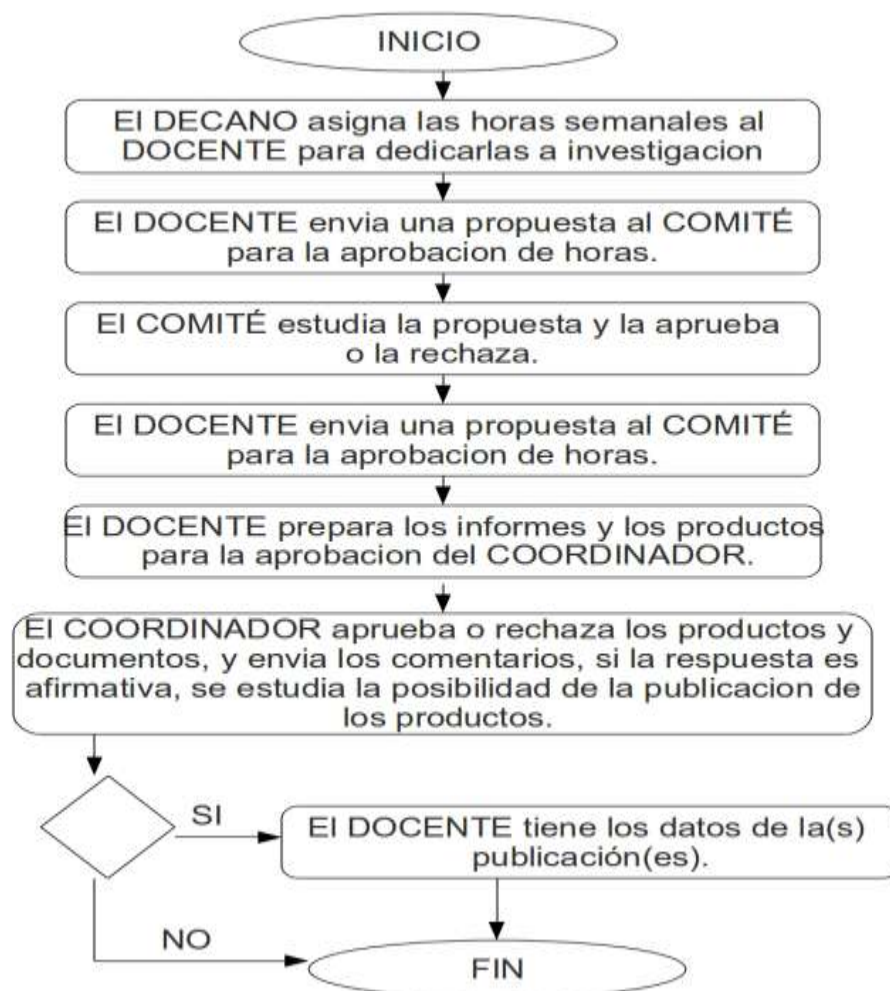 INICIO
El DECANO asigna las horas semanales al
DOCENTE para dedicarlas a investigacion
El DOCENTE envia una propuesta al COMITÉ
para la aprobacion de horas.
El COMITÉ estudia la propuesta y la aprueba
o la rechaza.
El DOCENTE envia una propuesta al COMITÉ
para la aprobacion de horas.
El DOCENTE prepara los informes y los productos
para la aprobacion del COORDINADOR.
El COORDINADOR aprueba o rechaza los productos y
documentos, y envia los comentarios, si la respuesta es
afirmativa, se estudia la posibilidad de la publicacion de
los productos.
SI
El DOCENTE tiene los datos de la(s)
publicación(es).
NO
FIN